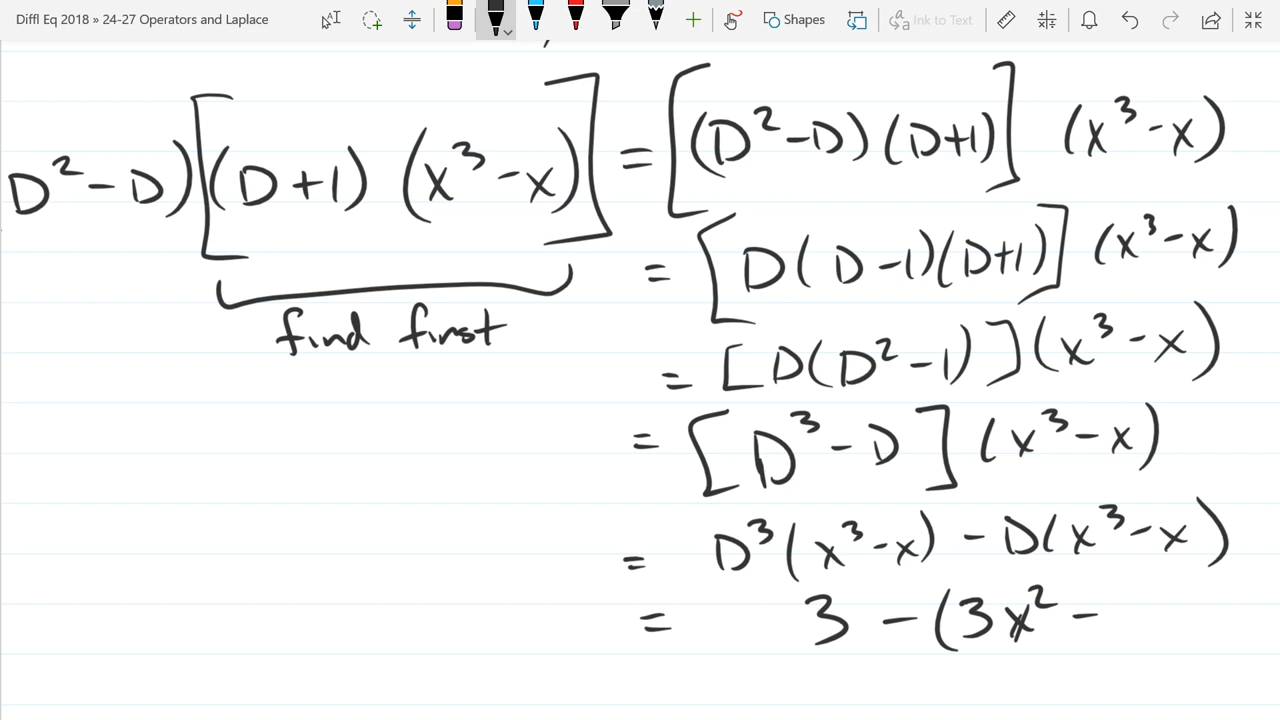 Diffl Eq 2018 » 24-27 Operators and Laplace
Shapes
Ink to Text
D² - D) [(D+1) (x³ - x)] = [(D² - D)(D+1)] (x³ - x)
find first
= [D(D-1)(D+1)] (x³ - x)
= [D(D² - 1)] (x³ - x)
= [D³ - D] (x³ - x)
= D³(x³ - x) - D(x³ - x)
= 3 - (3x² -